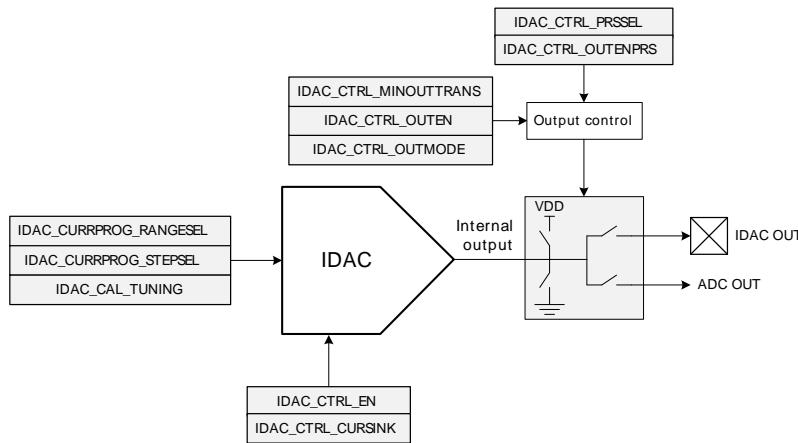 IDAC_CTRL_PRSSEL
IDAC_CTRL_OUTENPRS
IDAC_CTRL_MINOUTTRANS
IDAC_CTRL_OUTEN
IDAC_CTRL_OUTMODE
Output control
VDD
Internal
output
IDAC OUT
ADC OUT
IDAC_CURRPROG_RANGESEL
IDAC_CURRPROG_STEPSEL
IDAC_CAL_TUNING
IDAC
IDAC_CTRL_EN
IDAC_CTRL_CURSINK